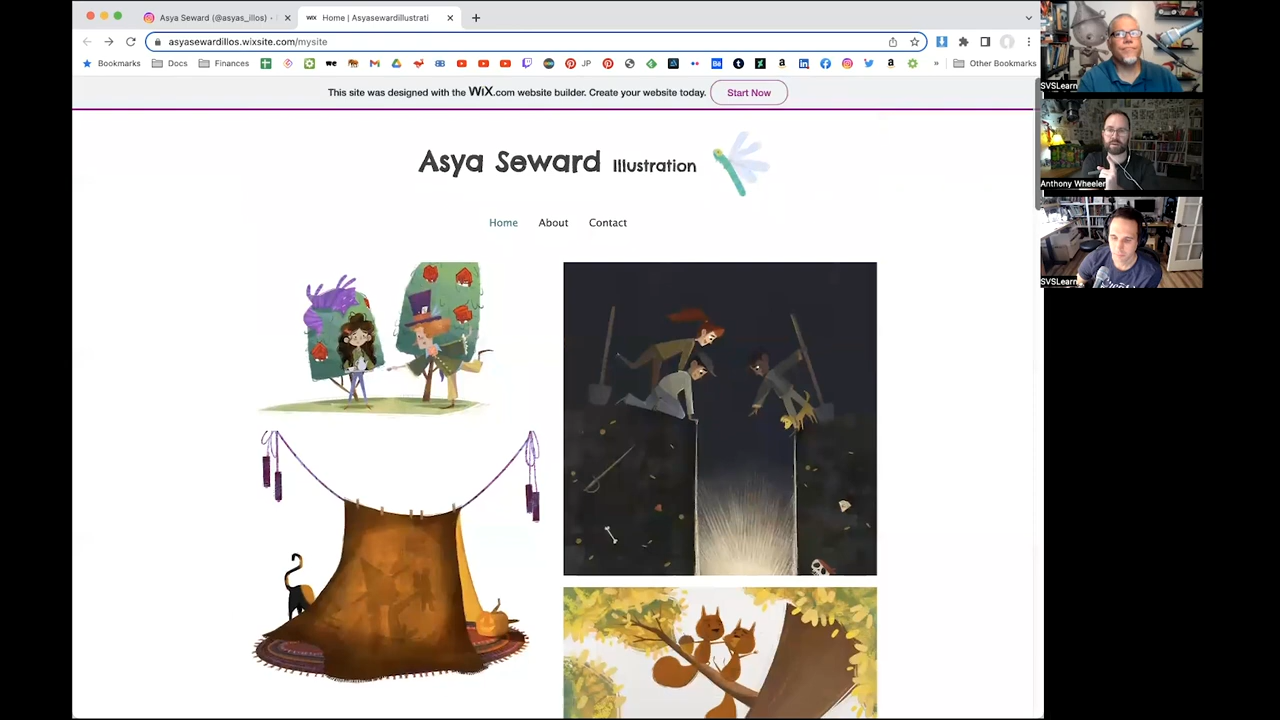 Asya Seward (@asyas_illos) ·
Home | Asyasewardillustrati
asyasewardillos.wixsite.com/mysite
Bookmarks Docs Finances JP Other Bookmarks
This site was designed with the WiX.com website builder. Create your website today. Start Now
Asya Seward Illustration
Home About Contact
SVSLearn
Anthony Wheeler
SVSLearn